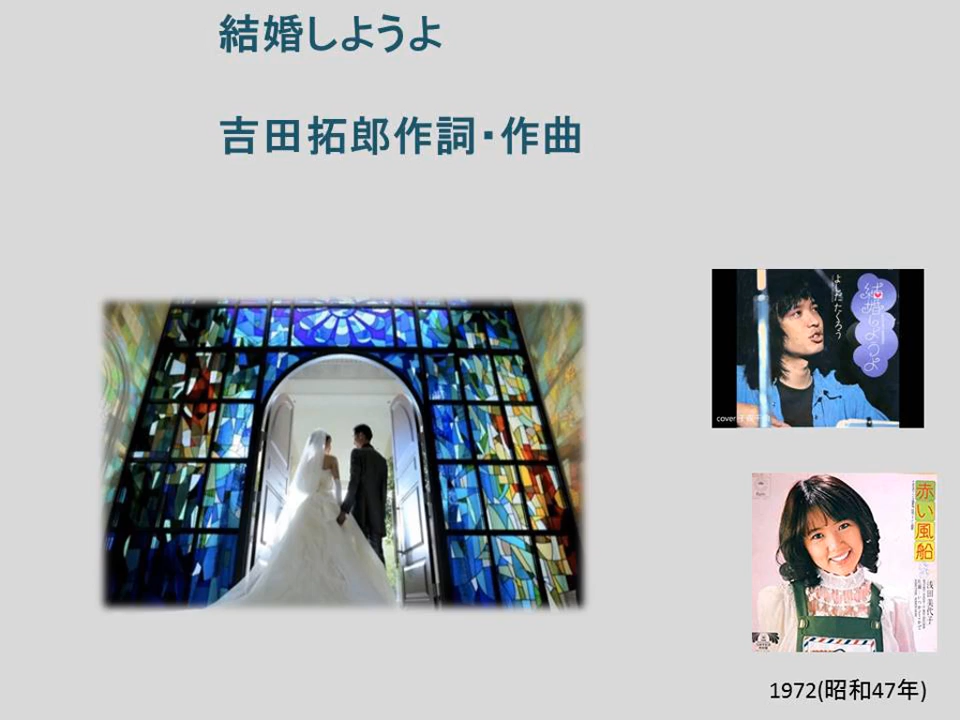 結婚しようよ
吉田拓郎作詞・作曲
よしだたくろう
結婚しようよ
cover
赤い風船
浅田美代子
1972(昭和47年)